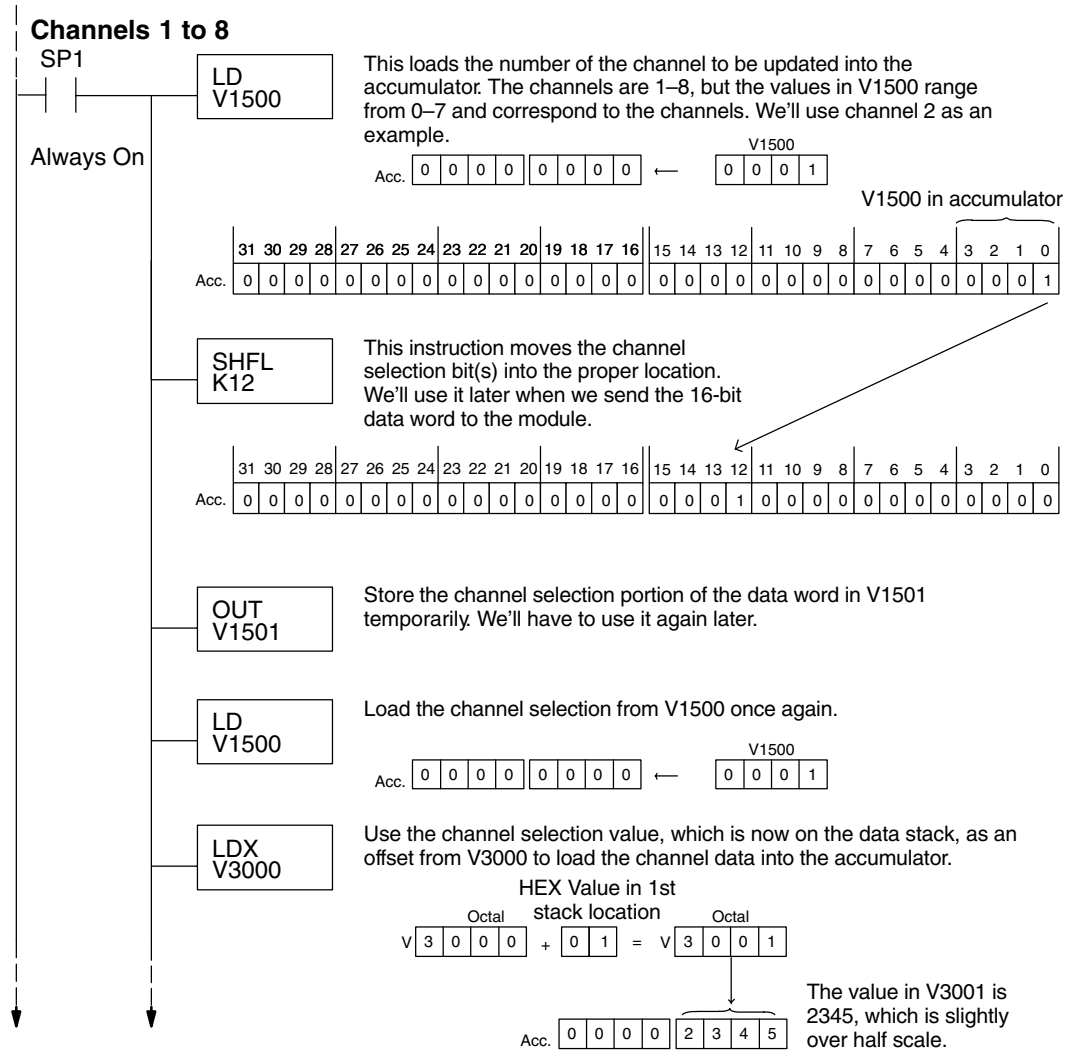 Channels 1 to 8
SP1
Always On
LD
V1500
This loads the number of the channel to be updated into the
accumulator. The channels are 1–8, but the values in V1500 range
from 0–7 and correspond to the channels. We'll use channel 2 as an
example.
V1500
Acc. 0 0 0 0 0 0 0 0 ← 0 0 0 1
V1500 in accumulator
31 30 29 28 27 26 25 24 23 22 21 20 19 18 17 16 15 14 13 12 11 10 9 8 7 6 5 4 3 2 1 0
Acc. 0 0 0 0 0 0 0 0 0 0 0 0 0 0 0 0 0 0 0 0 0 0 0 0 0 0 0 0 0 0 0 1
SHFL
K12
This instruction moves the channel
selection bit(s) into the proper location.
We'll use it later when we send the 16-bit
data word to the module.
31 30 29 28 27 26 25 24 23 22 21 20 19 18 17 16 15 14 13 12 11 10 9 8 7 6 5 4 3 2 1 0
Acc. 0 0 0 0 0 0 0 0 0 0 0 0 0 0 0 0 0 0 0 1 0 0 0 0 0 0 0 0 0 0 0 0
OUT
V1501
Store the channel selection portion of the data word in V1501
temporarily. We'll have to use it again later.
LD
V1500
Load the channel selection from V1500 once again.
V1500
Acc. 0 0 0 0 0 0 0 0 ← 0 0 0 1
LDX
V3000
Use the channel selection value, which is now on the data stack, as an
offset from V3000 to load the channel data into the accumulator.
HEX Value in 1st
stack location
Octal
Octal
V 3 0 0 0 + 0 1 = V 3 0 0 1
The value in V3001 is
2345, which is slightly
over half scale.
Acc. 0 0 0 0 2 3 4 5